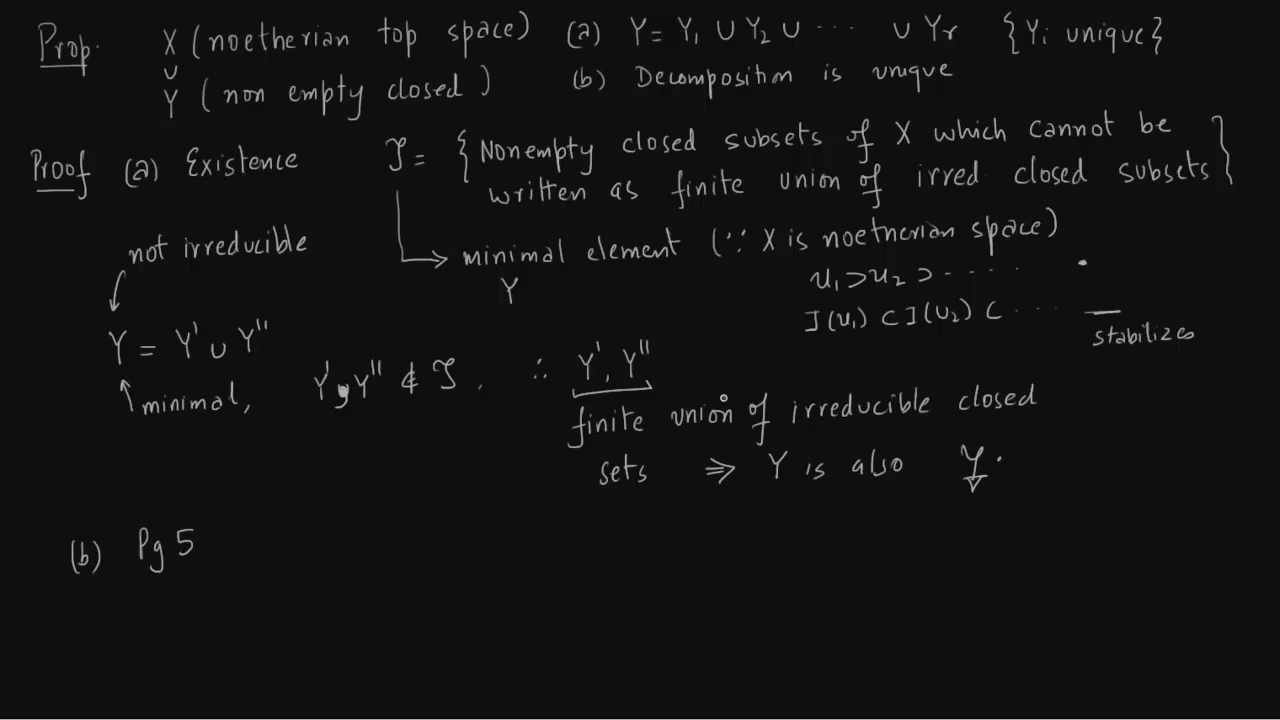 Prop. X (noetherian top space) (a) Y = Y₁ ∪ Y₂ ∪ ··· ∪ Yr {Yi unique}
∪
Y (non empty closed) (b) Decomposition is unique
Proof (a) Existence 𝒥 = {Nonempty closed subsets of X which cannot be
written as finite union of irred. closed subsets}
not irreducible → minimal element (∵ X is noetherian space)
Y
U₁ ⊃ U₂ ⊃ ·····
J(U₁) ⊂ J(U₂) ⊂ ···
stabilizes
Y = Y' ∪ Y"
minimal, Y', Y" ∉ 𝒥. ∴ Y', Y"
finite union of irreducible closed
sets ⇒ Y is also Y.
(b) Pg 5